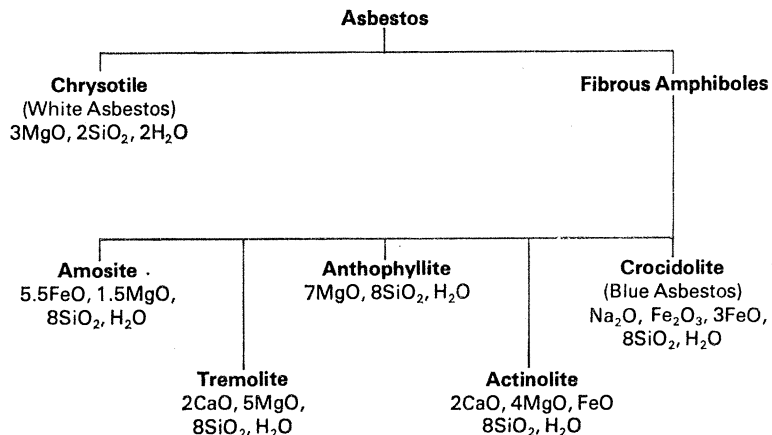 Asbestos
Chrysotile
(White Asbestos)
3MgO, 2SiO₂, 2H₂O
Fibrous Amphiboles
Amosite
5.5FeO, 1.5MgO,
8SiO₂, H₂O
Anthophyllite
7MgO, 8SiO₂, H₂O
Crocidolite
(Blue Asbestos)
Na₂O, Fe₂O₃, 3FeO,
8SiO₂, H₂O
Tremolite
2CaO, 5MgO,
8SiO₂, H₂O
Actinolite
2CaO, 4MgO, FeO
8SiO₂, H₂O